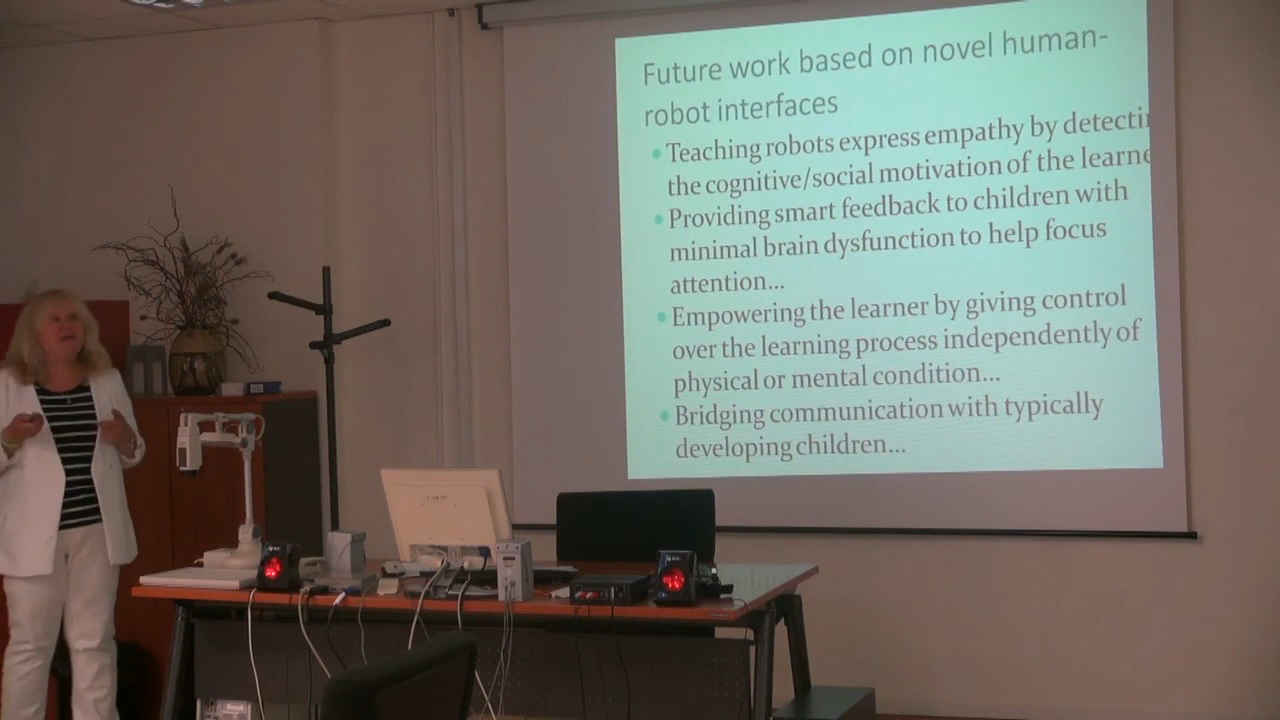 Future work based on novel human-
robot interfaces
• Teaching robots express empathy by detecti
the cognitive/social motivation of the learne
• Providing smart feedback to children with
minimal brain dysfunction to help focus
attention...
• Empowering the learner by giving control
over the learning process independently of
physical or mental condition...
• Bridging communication with typically
developing children...